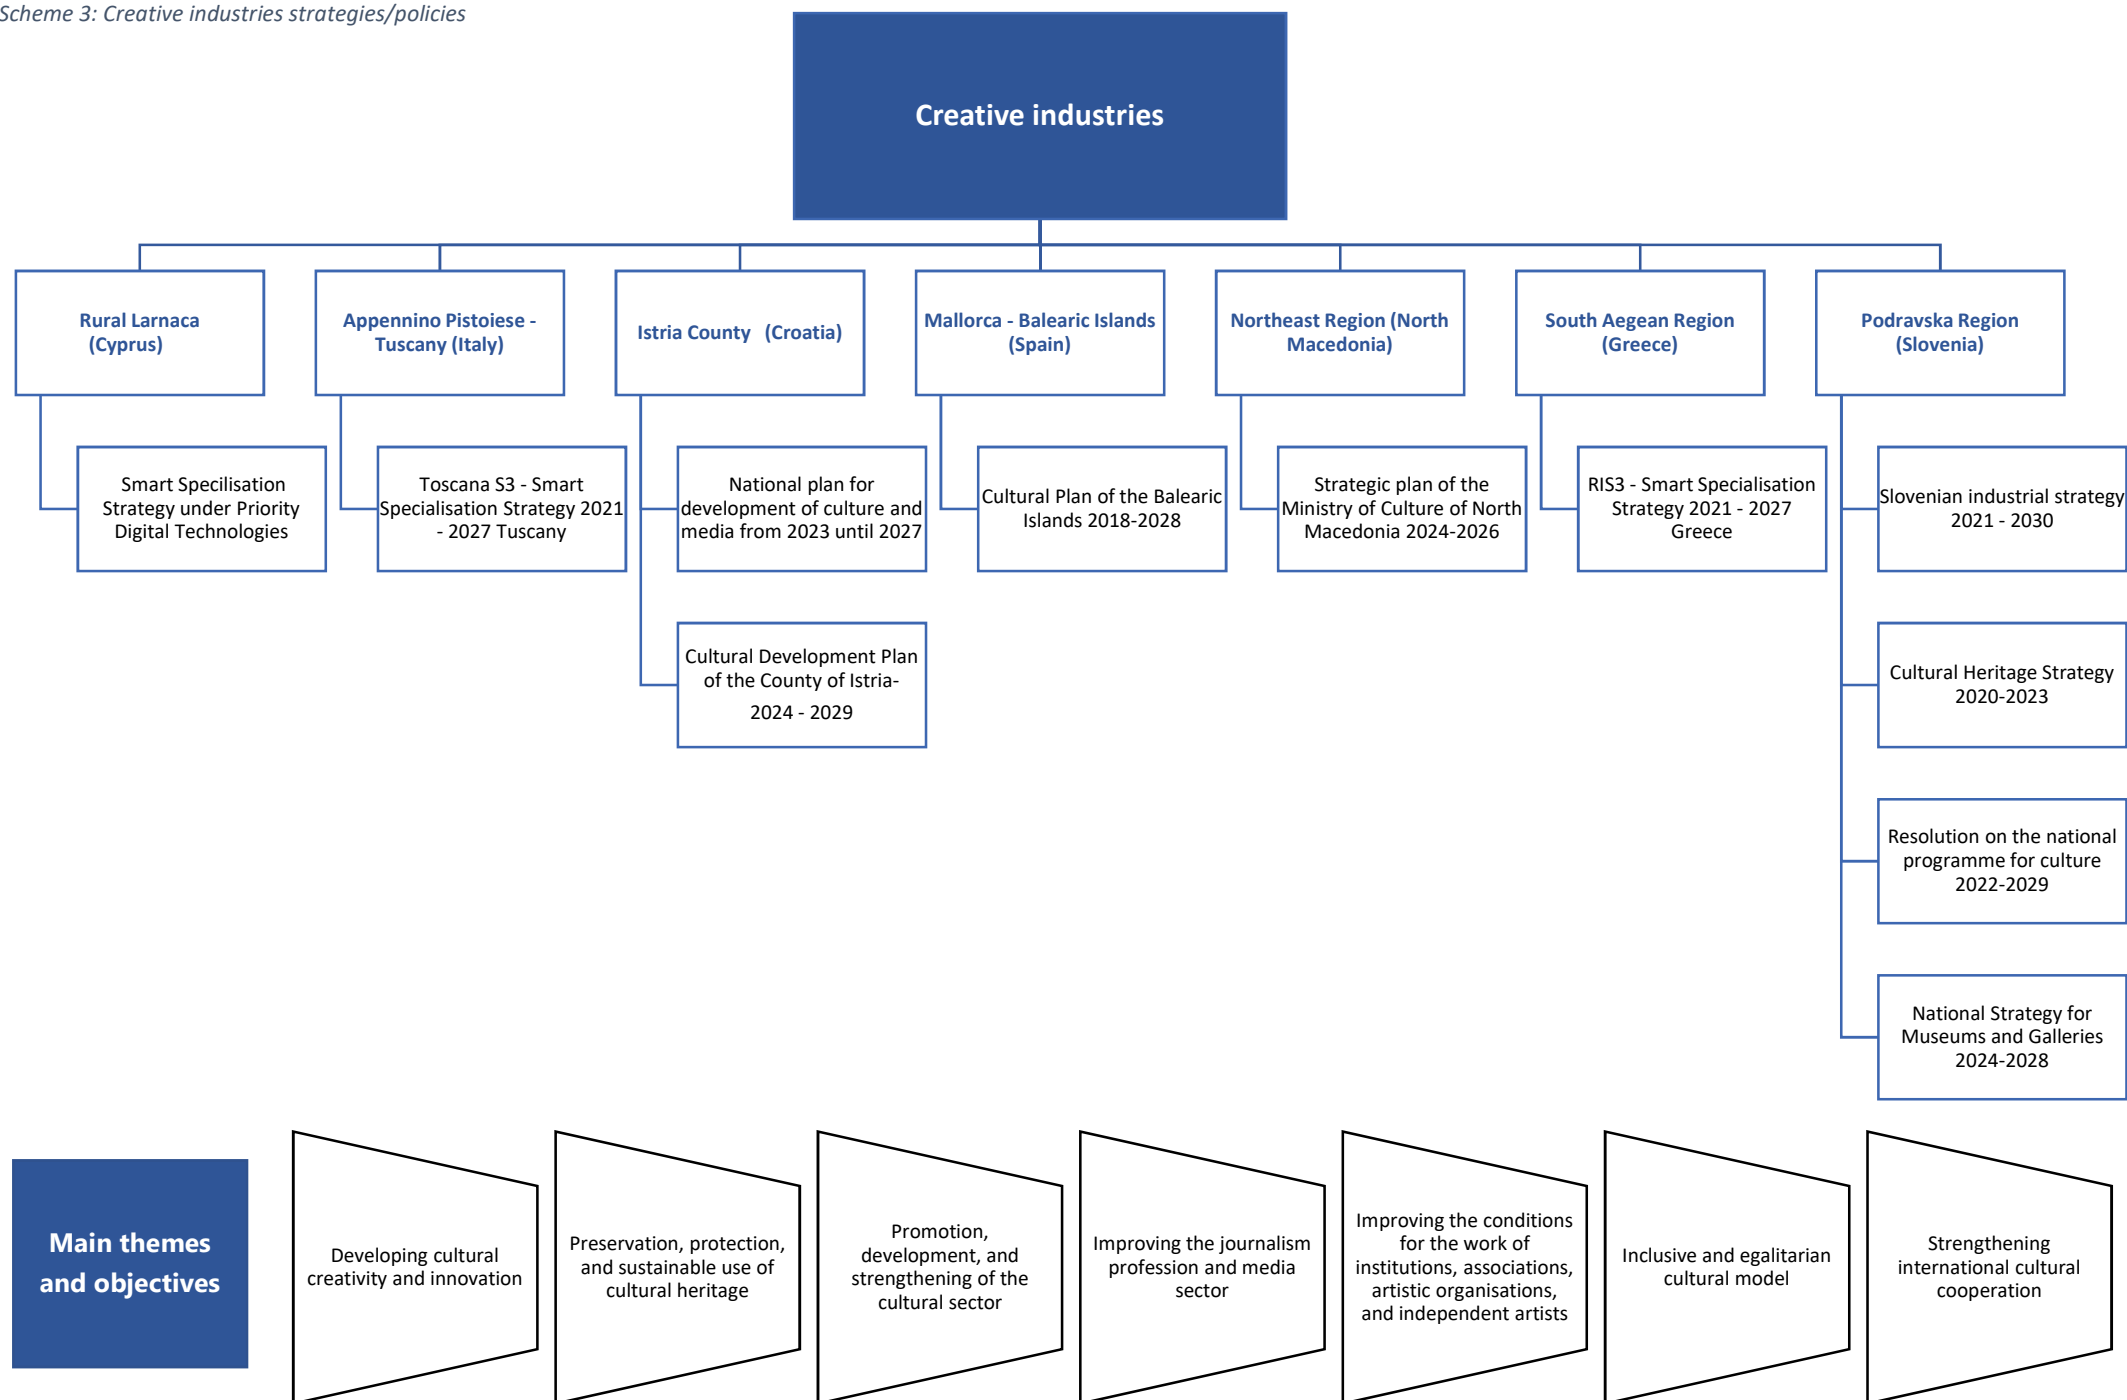 Scheme 3: Creative industries strategies/policies
Creative industries
Rural Larnaca
(Cyprus)
Appennino Pistoiese -
Tuscany (Italy)
Istria County   (Croatia)
Mallorca - Balearic Islands
(Spain)
Northeast Region (North
Macedonia)
South Aegean Region
(Greece)
Podravska Region
(Slovenia)
Smart Specilisation
Strategy under Priority
Digital Technologies
Toscana S3 - Smart
Specialisation Strategy 2021
- 2027 Tuscany
National plan for
development of culture and
media from 2023 until 2027
Cultural Plan of the Balearic
Islands 2018-2028
Strategic plan of the
Ministry of Culture of North
Macedonia 2024-2026
RIS3 - Smart Specialisation
Strategy 2021 - 2027
Greece
Slovenian industrial strategy
2021 - 2030
Cultural Development Plan
of the County of Istria-
2024 - 2029
Cultural Heritage Strategy
2020-2023
Resolution on the national
programme for culture
2022-2029
National Strategy for
Museums and Galleries
2024-2028
Main themes
and objectives
Developing cultural
creativity and innovation
Preservation, protection,
and sustainable use of
cultural heritage
Promotion,
development, and
strengthening of the
cultural sector
Improving the journalism
profession and media
sector
Improving the conditions
for the work of
institutions, associations,
artistic organisations,
and independent artists
Inclusive and egalitarian
cultural model
Strengthening
international cultural
cooperation